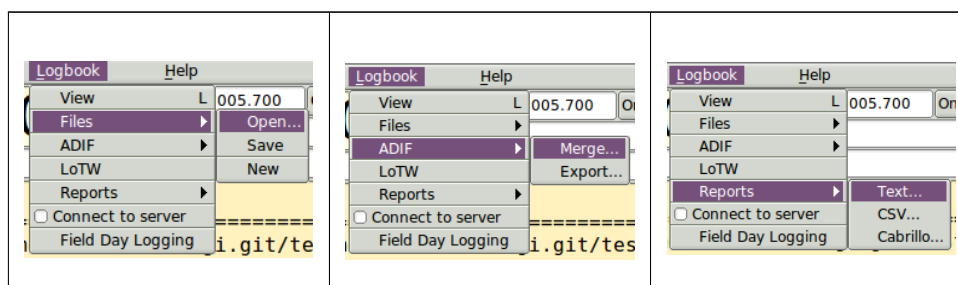 Logbook Help
View L 005.700
Files Open...
ADIF Save
LoTW New
Reports
Connect to server
Field Day Logging i.git/te
Logbook Help
View L 005.700 On
Files
ADIF Merge...
LoTW Export...
Reports
Connect to server
Field Day Logging i.git/tes
Logbook Help
View L 005.700 On
Files
ADIF
LoTW
Reports Text...
Connect to server CSV...
Field Day Logging Cabrillo...